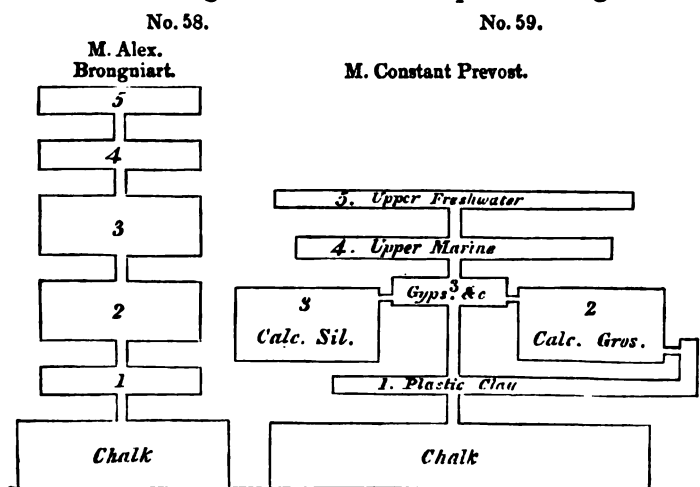 No. 58.
M. Alex.
Brongniart.
5
4
3
2
1
Chalk
No. 59.
M. Constant Prevost.
5. Upper Freshwater
4. Upper Marine
3
Gyps. &c
3
Calc. Sil.
2
Calc. Gros.
1. Plastic Clay
Chalk